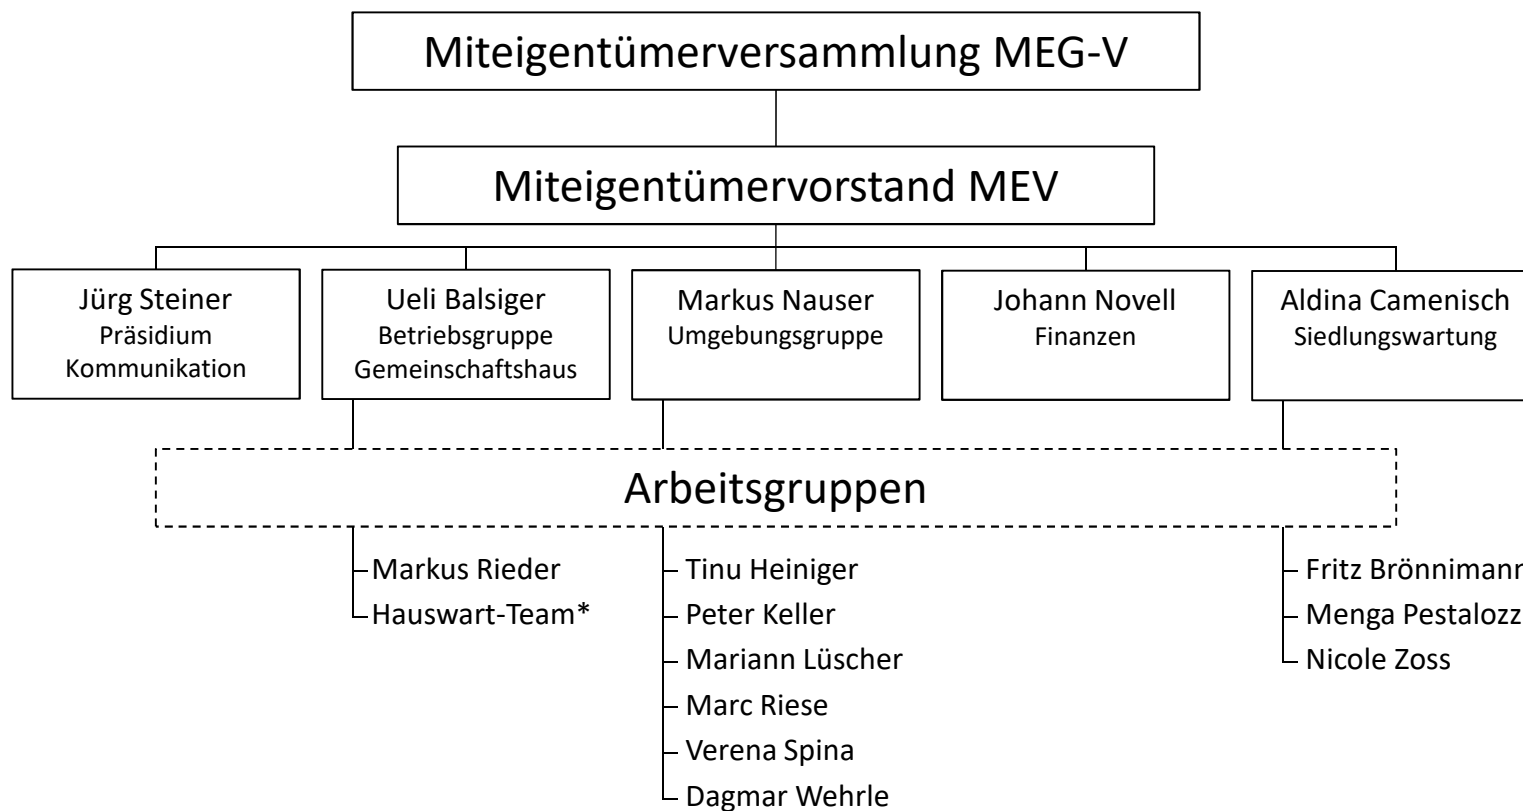 Miteigentümerversammlung MEG-V
Miteigentümervorstand MEV
Jürg Steiner
Präsidium
Kommunikation
Ueli Balsiger
Betriebsgruppe
Gemeinschaftshaus
Markus Nauser
Umgebungsgruppe
Johann Novell
Finanzen
Aldina Camenisch
Siedlungswartung
Arbeitsgruppen
Markus Rieder
Hauswart-Team*
Tinu Heiniger
Peter Keller
Mariann Lüscher
Marc Riese
Verena Spina
Dagmar Wehrle
Fritz Brönnimann
Menga Pestalozz
Nicole Zoss